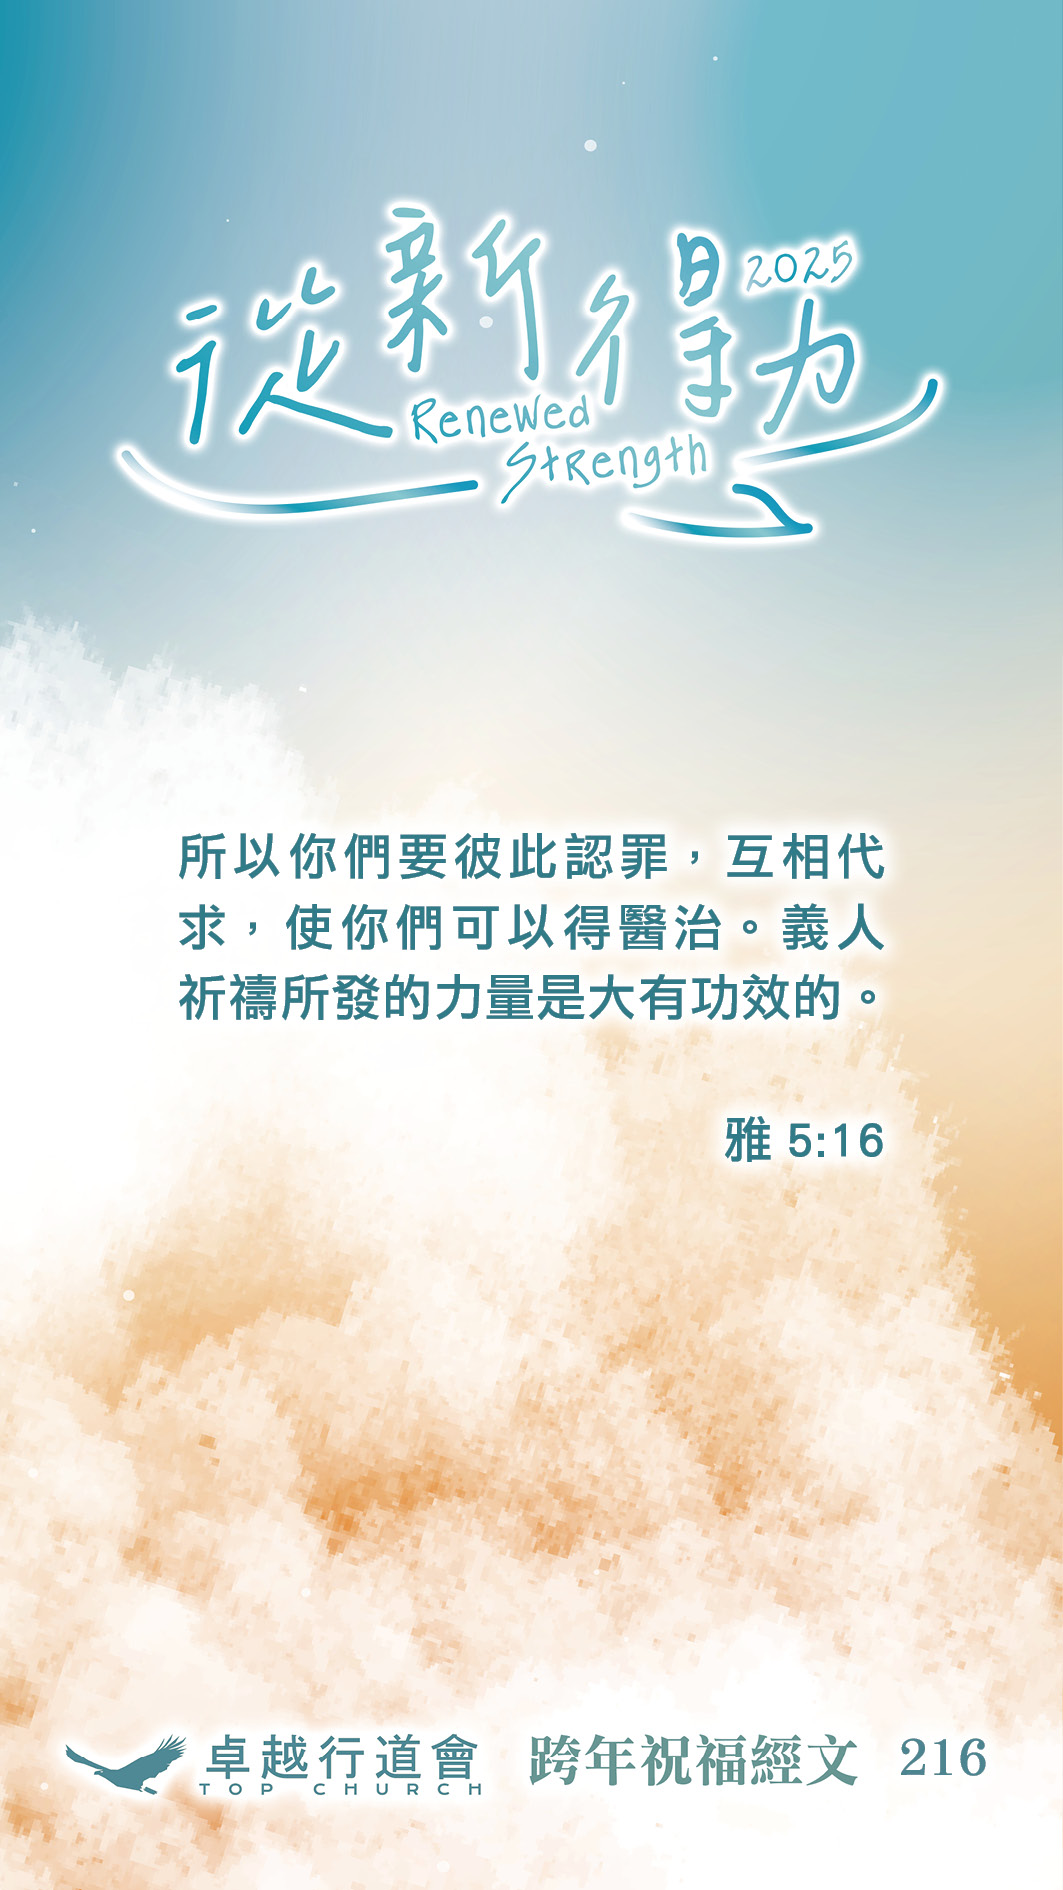 從新得力 2025
Renewed
Strength
所以你們要彼此認罪，互相代
求，使你們可以得醫治。義人
祈禱所發的力量是大有功效的。
雅 5:16
卓越行道會 跨年祝福經文 216
TOP CHURCH